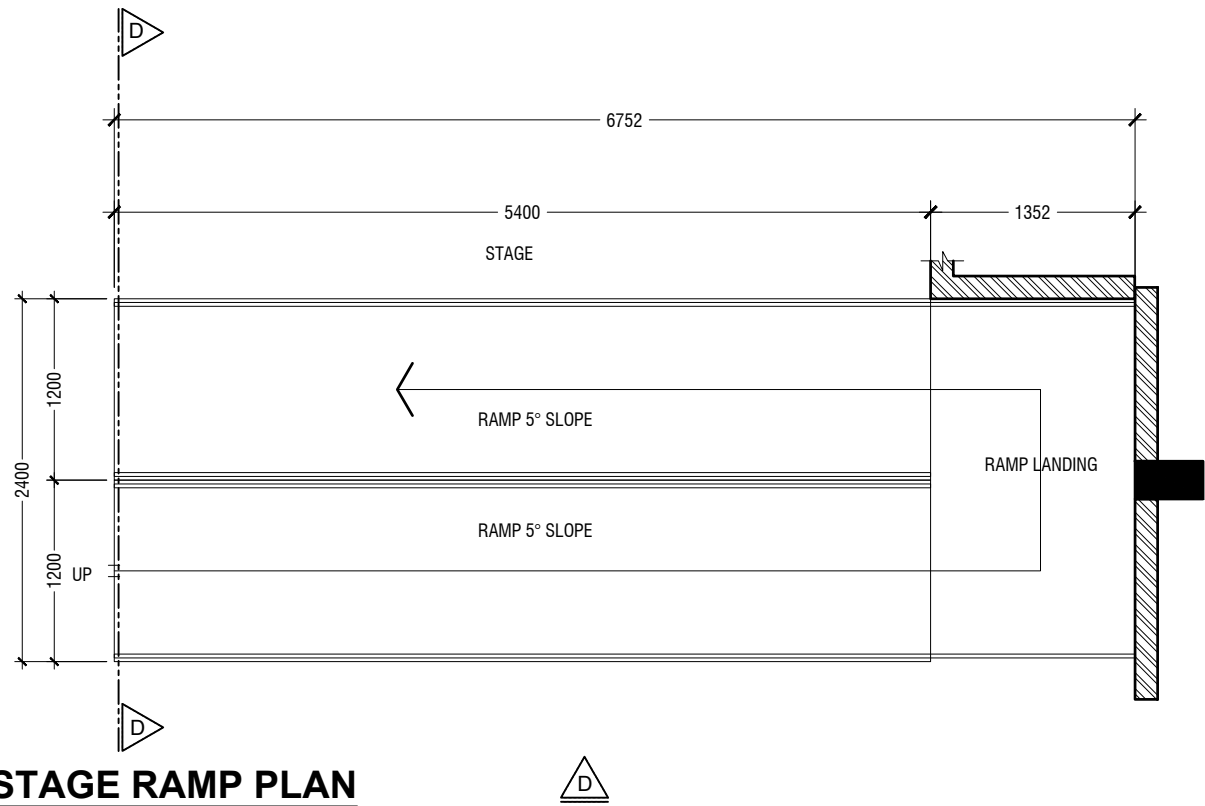 D
6752
5400
1352
STAGE
1200
2400
RAMP 5° SLOPE
RAMP LANDING
RAMP 5° SLOPE
1200
UP
D
STAGE RAMP PLAN
D